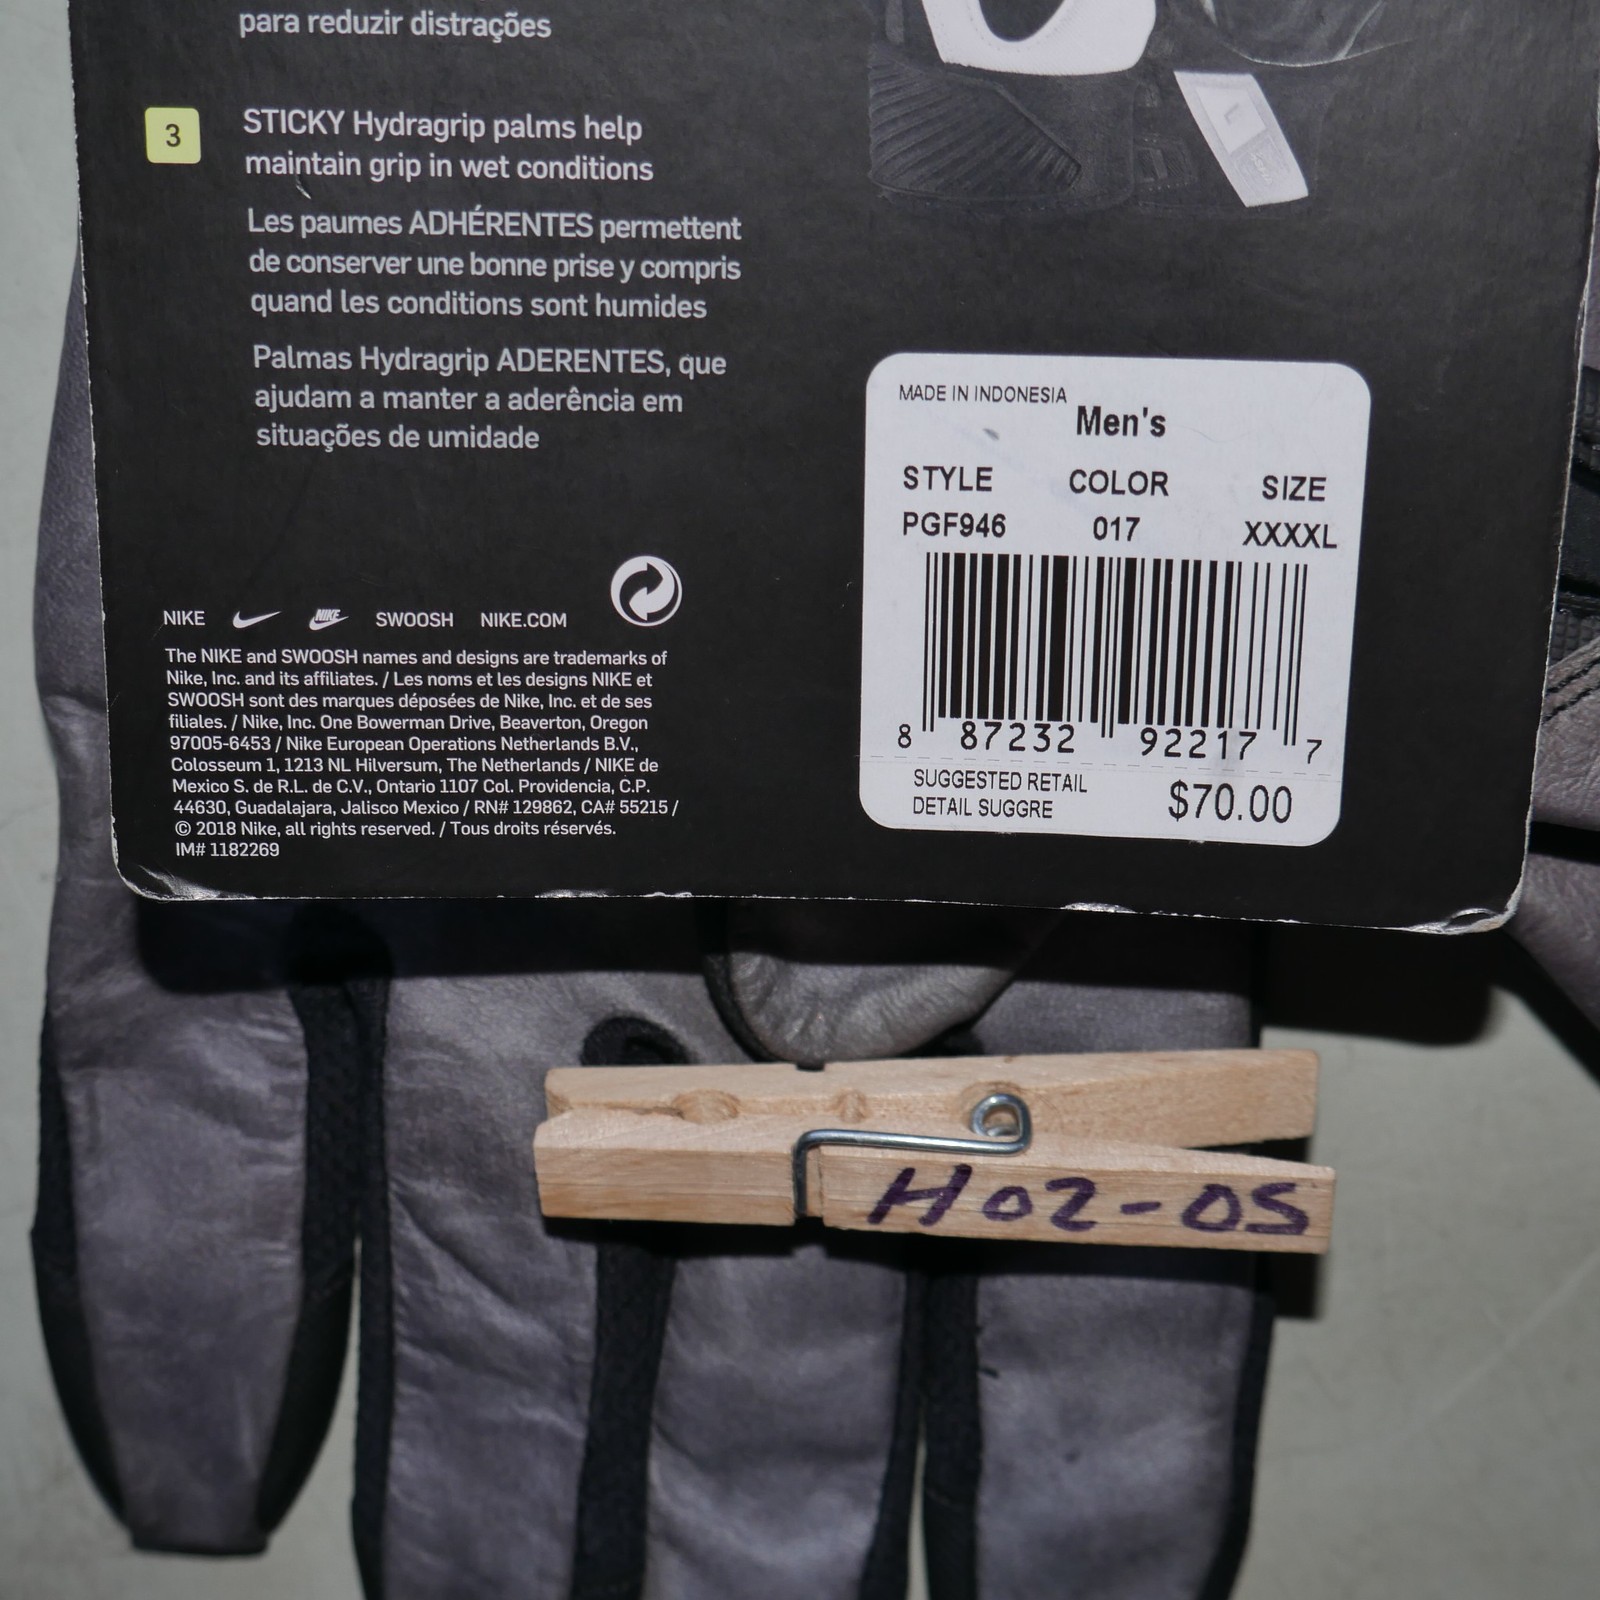 para reduzir distrações
3
STICKY Hydragrip palms help
maintain grip in wet conditions
Les paumes ADHÉRENTES permettent
de conserver une bonne prise y compris
quand les conditions sont humides
Palmas Hydragrip ADERENTES, que
ajudam a manter a aderência em
situações de umidade
NIKE NIKE SWOOSH NIKE.COM
The NIKE and SWOOSH names and designs are trademarks of
Nike, Inc. and its affiliates. / Les noms et les designs NIKE et
SWOOSH sont des marques déposées de Nike, Inc. et de ses
filiales. / Nike, Inc. One Bowerman Drive, Beaverton, Oregon
97005-6453 / Nike European Operations Netherlands B.V.,
Colosseum 1, 1213 NL Hilversum, The Netherlands / NIKE de
Mexico S. de R.L. de C.V., Ontario 1107 Col. Providencia, C.P.
44630, Guadalajara, Jalisco Mexico / RN# 129862, CA# 55215 /
© 2018 Nike, all rights reserved. / Tous droits réservés.
IM# 1182269
L
MADE IN INDONESIA
Men's
STYLE COLOR SIZE
PGF946 017 XXXXL
8 87232 92217 7
SUGGESTED RETAIL
DETAIL SUGGRE $70.00
H02-05